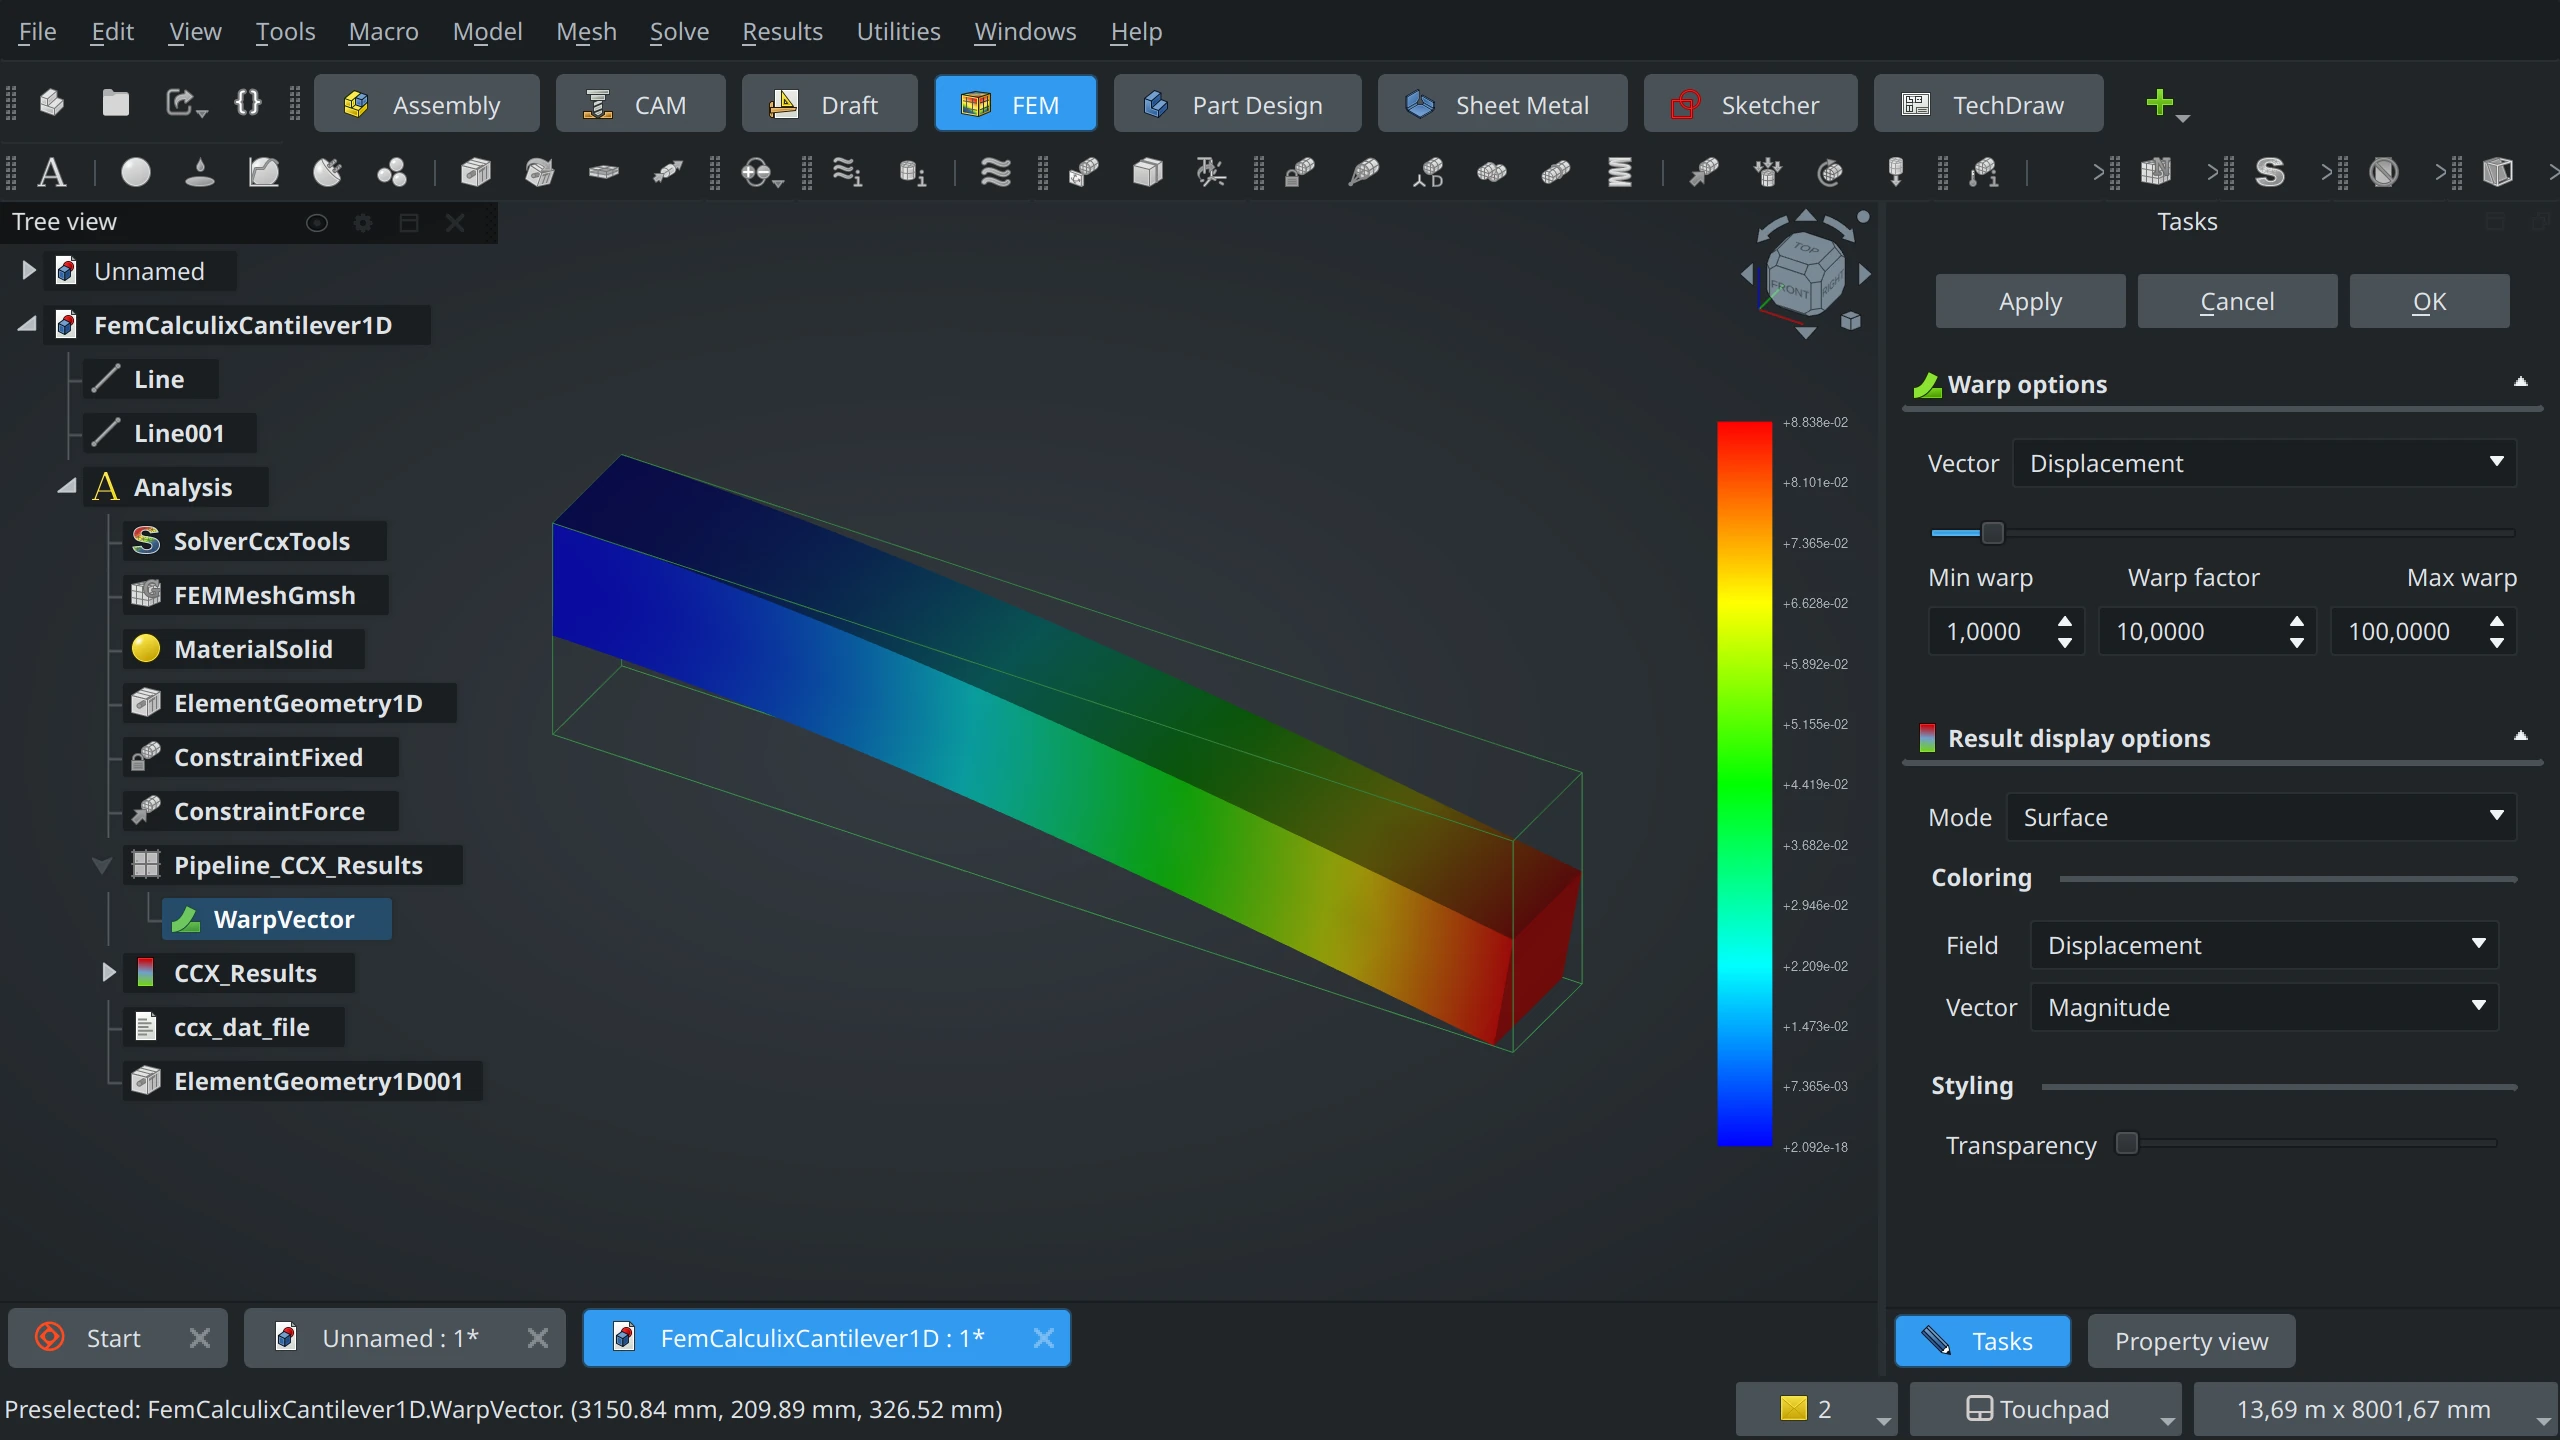 File Edit View Tools Macro Model Mesh Solve Results Utilities Windows Help
Assembly CAM Draft FEM Part Design Sheet Metal Sketcher TechDraw
Tree view
Tasks
Unnamed
FemCalculixCantilever1D
Line
Line001
Analysis
SolverCcxTools
FEMMeshGmsh
MaterialSolid
ElementGeometry1D
ConstraintFixed
ConstraintForce
Pipeline_CCX_Results
WarpVector
CCX_Results
ccx_dat_file
ElementGeometry1D001
TOP
FRONT
RIGHT
+8.838e-02
+8.101e-02
+7.365e-02
+6.628e-02
+5.892e-02
+5.155e-02
+4.419e-02
+3.682e-02
+2.946e-02
+2.209e-02
+1.473e-02
+7.365e-03
+2.092e-18
Apply Cancel OK
Warp options
Vector Displacement
Min warp Warp factor Max warp
1,0000 10,0000 100,0000
Result display options
Mode Surface
Coloring
Field Displacement
Vector Magnitude
Styling
Transparency
Start Unnamed : 1* FemCalculixCantilever1D : 1*
Tasks Property view
Preselected: FemCalculixCantilever1D.WarpVector. (3150.84 mm, 209.89 mm, 326.52 mm)
2 Touchpad 13,69 m x 8001,67 mm